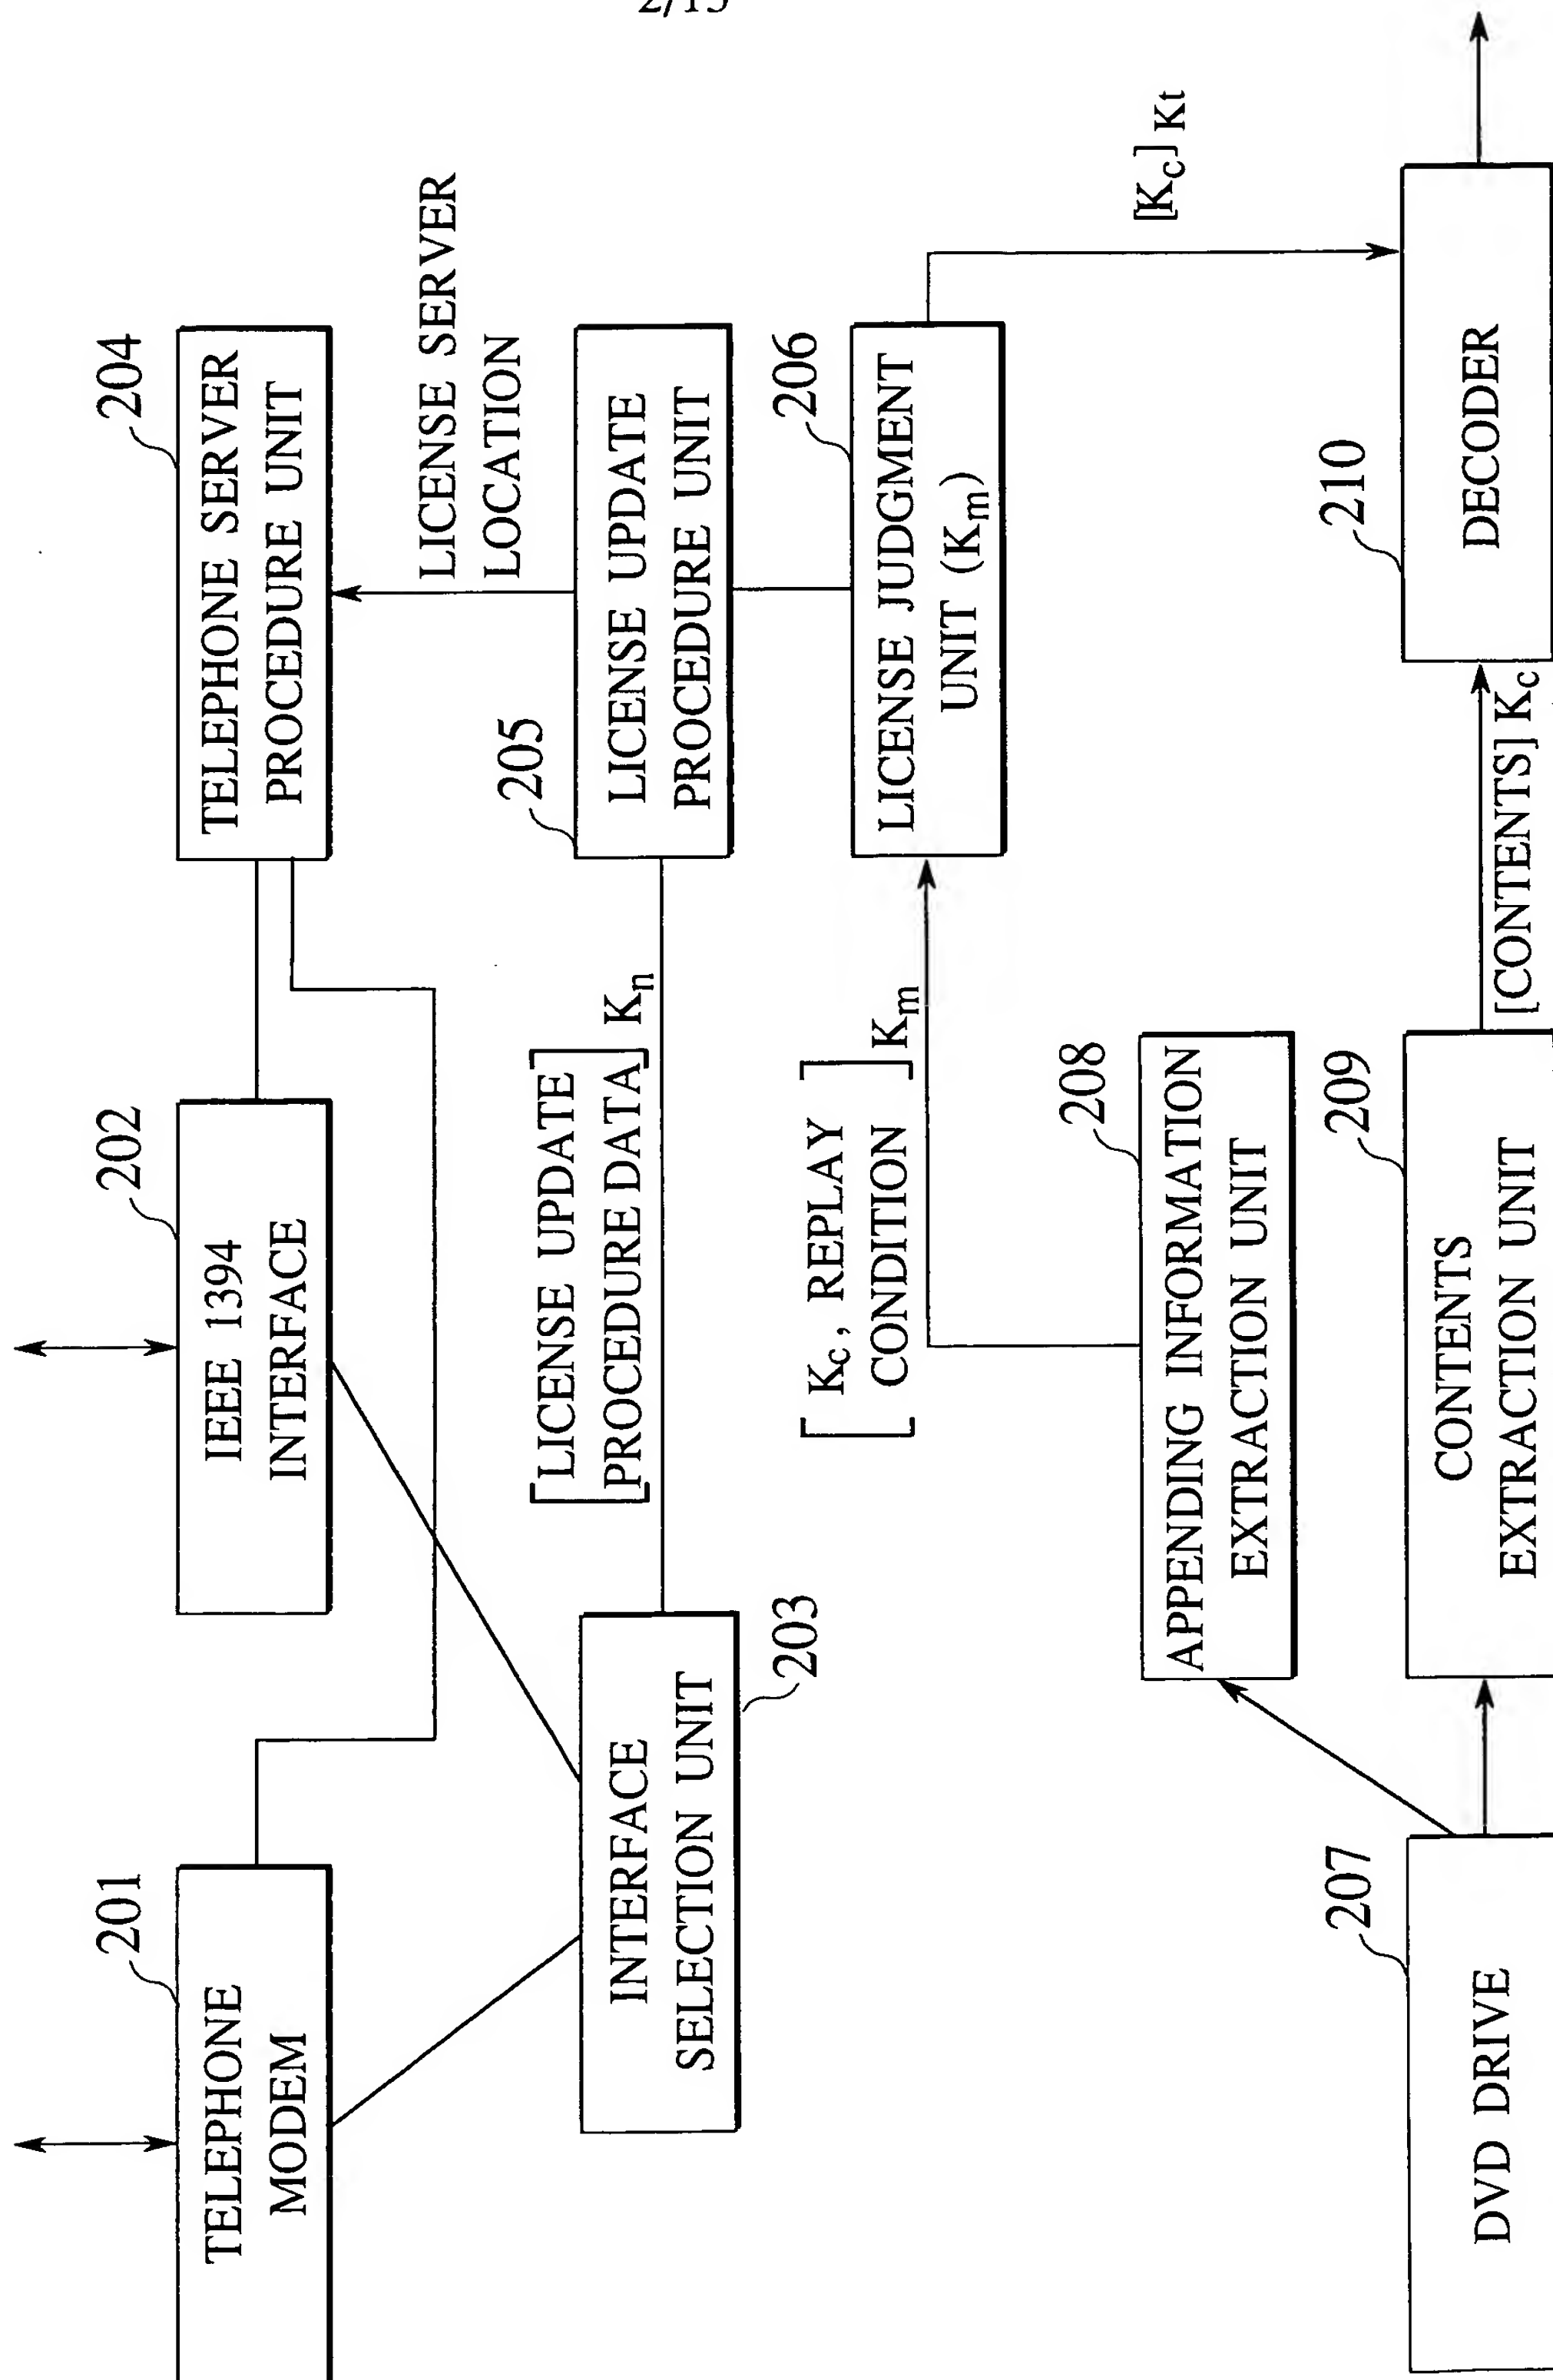 2/15
201
TELEPHONE
MODEM
202
IEEE 1394
INTERFACE
204
TELEPHONE SERVER
PROCEDURE UNIT
LICENSE SERVER
LOCATION
203
INTERFACE
SELECTION UNIT
[LICENSE UPDATE
PROCEDURE DATA] Kn
205
LICENSE UPDATE
PROCEDURE UNIT
[Kc, REPLAY
CONDITION] Km
206
LICENSE JUDGMENT
UNIT (Km)
[Kc] Kt
208
APPENDING INFORMATION
EXTRACTION UNIT
207
DVD DRIVE
209
CONTENTS
EXTRACTION UNIT
[CONTENTS] Kc
210
DECODER